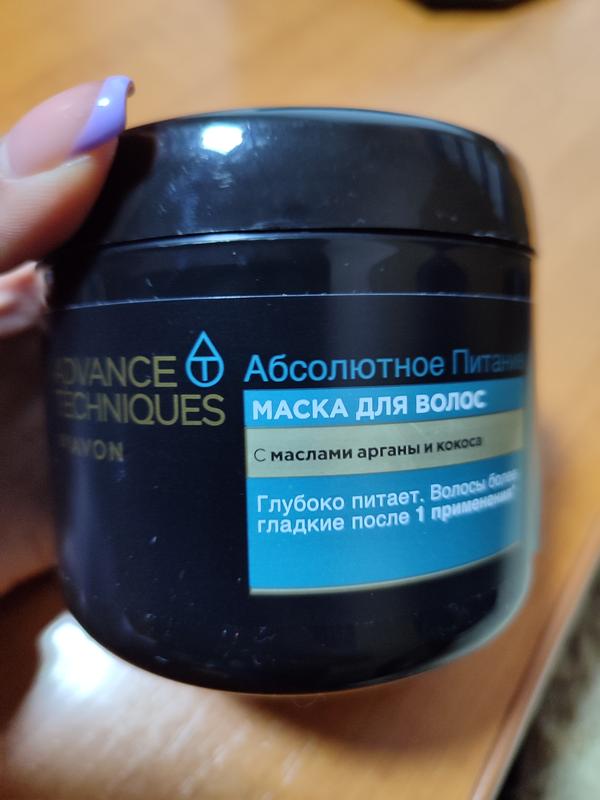 ADVANCE
TECHNIQUES
AVON
Абсолютное Питание
МАСКА ДЛЯ ВОЛОС
С маслами арганы и кокоса
Глубоко питает. Волосы более
гладкие после 1 применения*